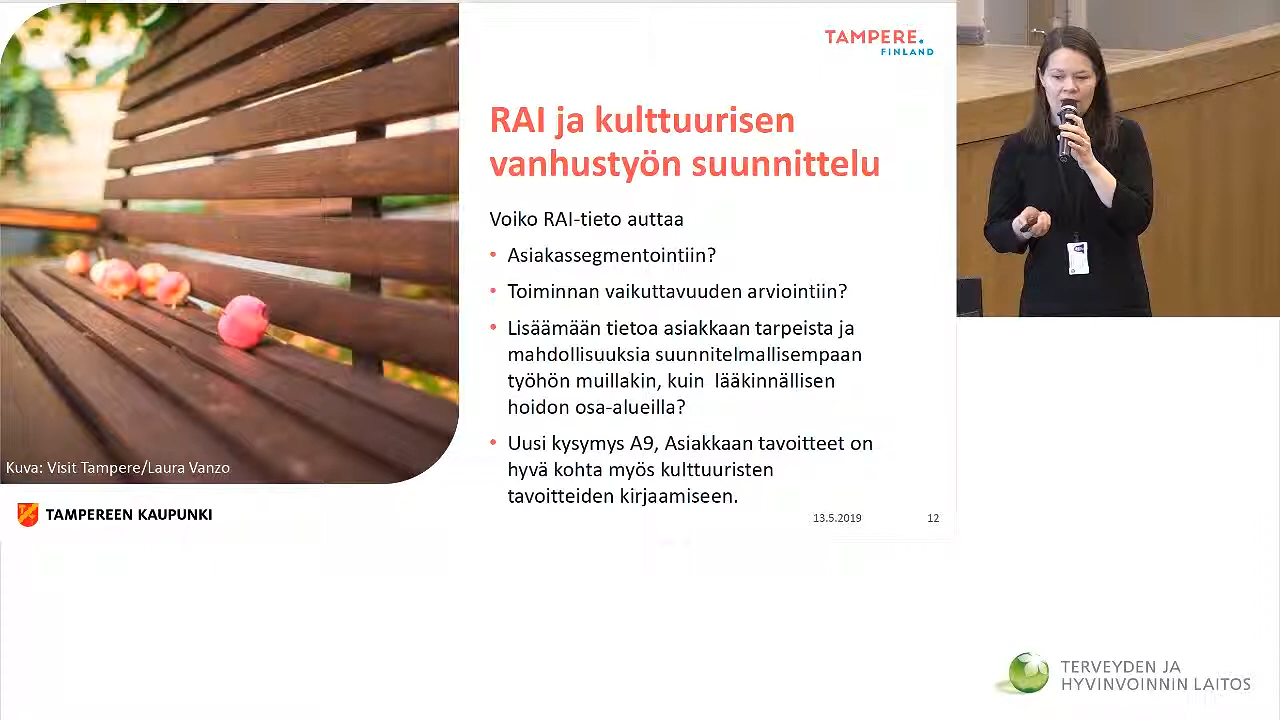 TAMPERE.
FINLAND
RAI ja kulttuurisen
vanhustyön suunnittelu
Voiko RAI-tieto auttaa
• Asiakassegmentointiin?
• Toiminnan vaikuttavuuden arviointiin?
• Lisäämään tietoa asiakkaan tarpeista ja
mahdollisuuksia suunnitelmallisempaan
työhön muillakin, kuin lääkinnällisen
hoidon osa-alueilla?
• Uusi kysymys A9, Asiakkaan tavoitteet on
hyvä kohta myös kulttuuristen
tavoitteiden kirjaamiseen.
Kuva: Visit Tampere/Laura Vanzo
TAMPEREEN KAUPUNKI
13.5.2019
12
TERVEYDEN JA
HYVINVOINNIN LAITOS